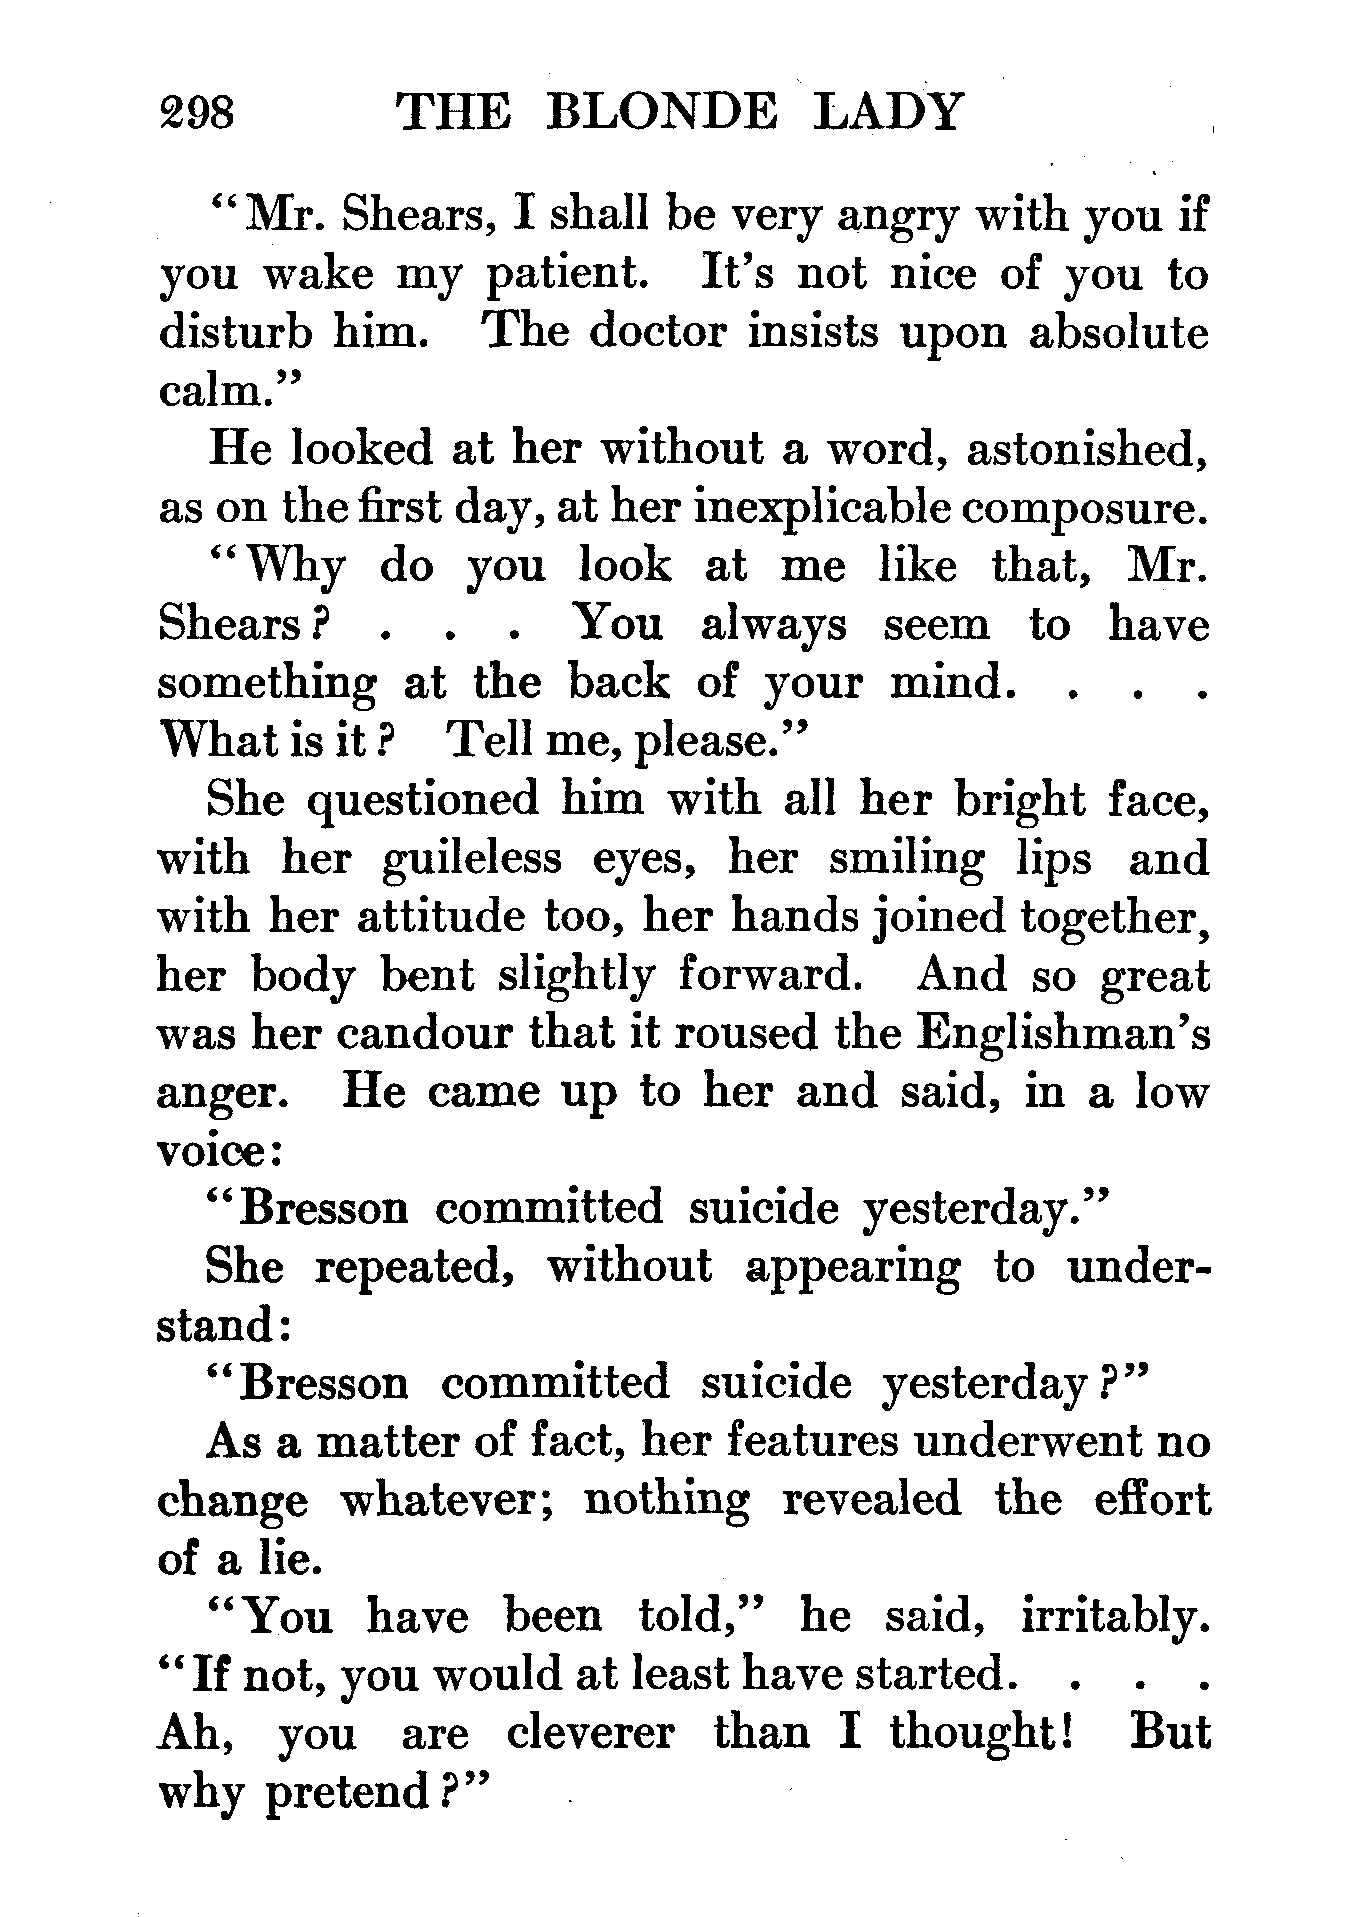 298 THE BLONDE LADY
“Mr. Shears, I shall be very angry with you if
you wake my patient. It’s not nice of you to
disturb him. The doctor insists upon absolute
calm.”
He looked at her without a word, astonished,
as on the first day, at her inexplicable composure.
“Why do you look at me like that, Mr.
Shears? . . . You always seem to have
something at the back of your mind. . . .
What is it? Tell me, please.”
She questioned him with all her bright face,
with her guileless eyes, her smiling lips and
with her attitude too, her hands joined together,
her body bent slightly forward. And so great
was her candour that it roused the Englishman’s
anger. He came up to her and said, in a low
voice:
“Bresson committed suicide yesterday.”
She repeated, without appearing to under-
stand:
“Bresson committed suicide yesterday?”
As a matter of fact, her features underwent no
change whatever; nothing revealed the effort
of a lie.
“You have been told,” he said, irritably.
“If not, you would at least have started. . . .
Ah, you are cleverer than I thought! But
why pretend?”